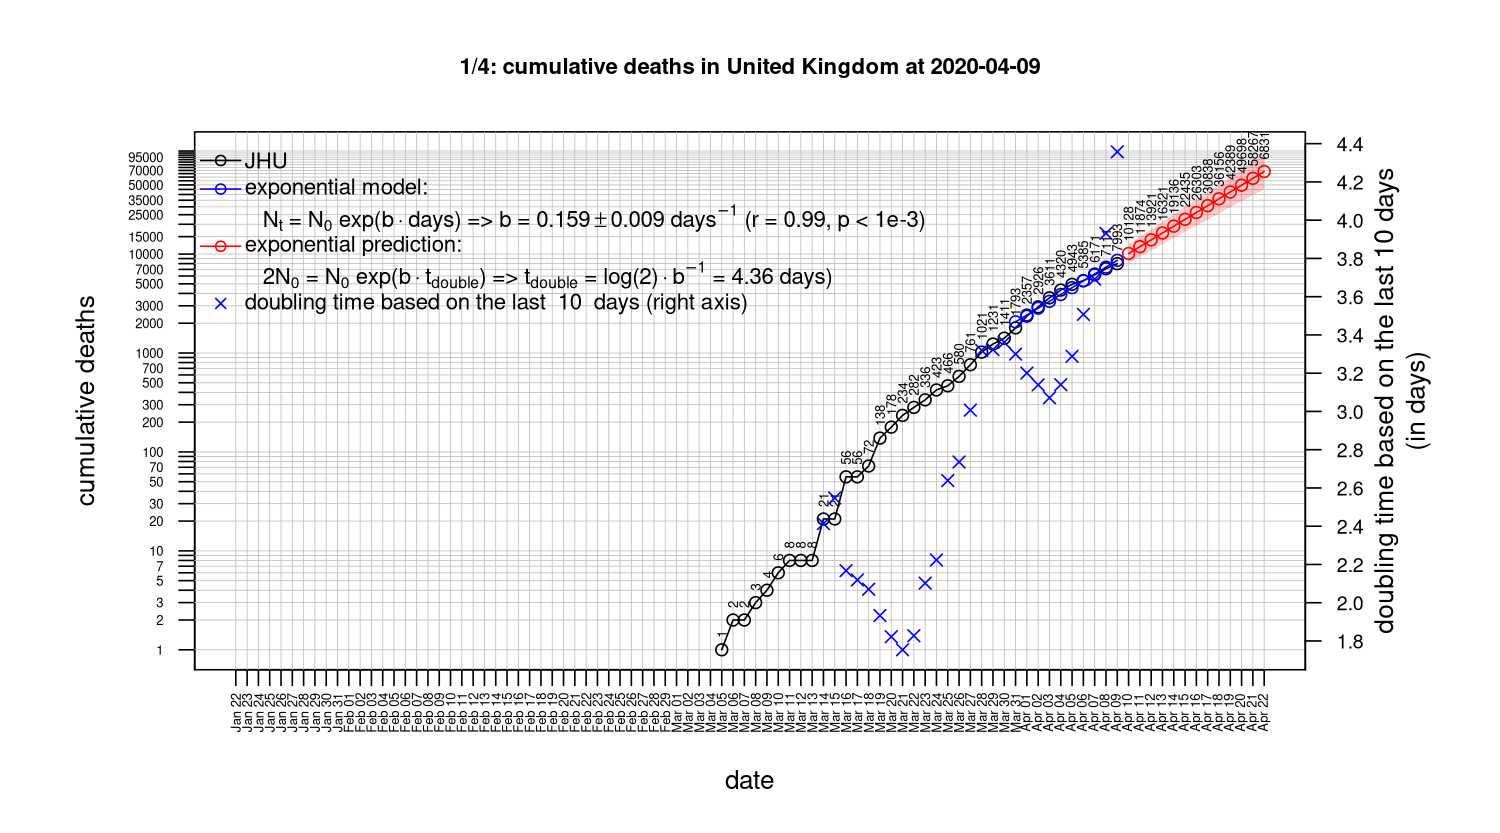 1/4: cumulative deaths in United Kingdom at 2020-04-09
JHU
exponential model:
N_t = N_0 exp(b · days) => b = 0.159 ± 0.009 days^−1 (r = 0.99, p < 1e-3)
exponential prediction:
2N_0 = N_0 exp(b · t_double) => t_double = log(2) · b^−1 = 4.36 days)
doubling time based on the last 10 days (right axis)
cumulative deaths
95000
70000
50000
35000
25000
15000
10000
7000
5000
3000
2000
1000
700
500
300
200
100
70
50
30
20
10
7
5
3
2
1
1
2
2
3
4
6
8
8
8
21
56
56
72
138
178
234
282
336
423
466
580
761
1021
1231
1411
1793
2357
2926
3611
4320
4943
5385
6171
7993
10128
11874
13921
16321
19136
22435
26303
30838
36156
42389
49698
58267
6831
4.4
4.2
4.0
3.8
3.6
3.4
3.2
3.0
2.8
2.6
2.4
2.2
2.0
1.8
doubling time based on the last 10 days
(in days)
Jan 22
Jan 23
Jan 24
Jan 25
Jan 26
Jan 27
Jan 28
Jan 29
Jan 30
Jan 31
Feb 01
Feb 02
Feb 03
Feb 04
Feb 05
Feb 06
Feb 07
Feb 08
Feb 09
Feb 10
Feb 11
Feb 12
Feb 13
Feb 14
Feb 15
Feb 16
Feb 17
Feb 18
Feb 19
Feb 20
Feb 21
Feb 22
Feb 23
Feb 24
Feb 25
Feb 26
Feb 27
Feb 28
Feb 29
Mar 01
Mar 02
Mar 03
Mar 04
Mar 05
Mar 06
Mar 07
Mar 08
Mar 09
Mar 10
Mar 11
Mar 12
Mar 13
Mar 14
Mar 15
Mar 16
Mar 17
Mar 18
Mar 19
Mar 20
Mar 21
Mar 22
Mar 23
Mar 24
Mar 25
Mar 26
Mar 27
Mar 28
Mar 29
Mar 30
Mar 31
Apr 01
Apr 02
Apr 03
Apr 04
Apr 05
Apr 06
Apr 07
Apr 08
Apr 09
Apr 10
Apr 11
Apr 12
Apr 13
Apr 14
Apr 15
Apr 16
Apr 17
Apr 18
Apr 19
Apr 20
Apr 21
Apr 22
date